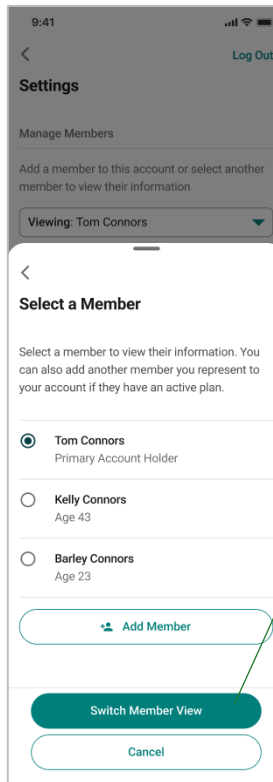 9:41
Log Out
Settings
Manage Members
Add a member to this account or select another
member to view their information
Viewing: Tom Connors
Select a Member
Select a member to view their information. You
can also add another member you represent to
your account if they have an active plan.
Tom Connors
Primary Account Holder
Kelly Connors
Age 43
Barley Connors
Age 23
Add Member
Switch Member View
Cancel